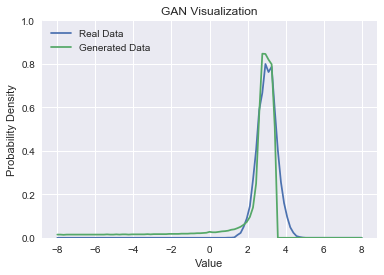 GAN Visualization
Real Data
Generated Data
Probability Density
1.0
0.8
0.6
0.4
0.2
0.0
−8 −6 −4 −2 0 2 4 6 8
Value